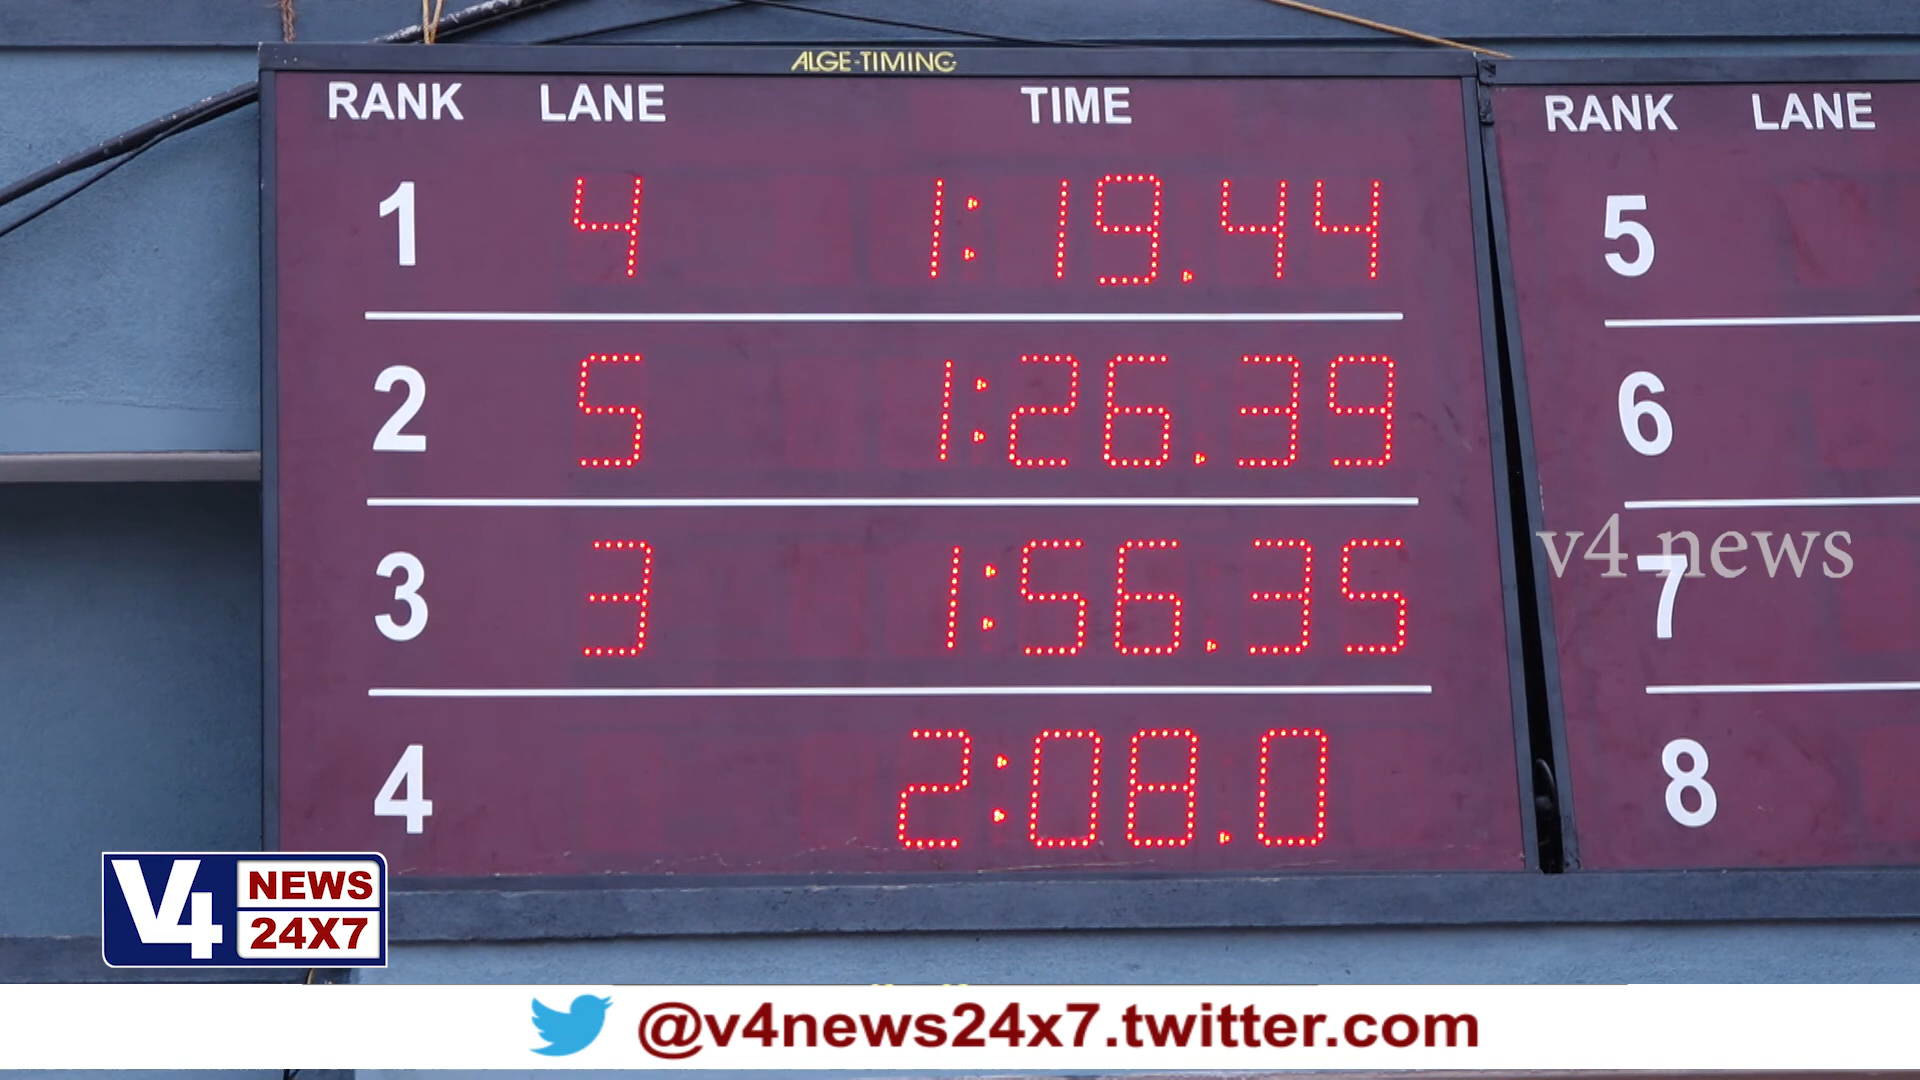 ALGE-TIMING
RANK LANE TIME
1 4 1:19.44
2 5 1:26.39
3 3 1:56.35
4 2:08.0
RANK LANE
5
6
7
8
v4 news
V4 NEWS 24X7
@v4news24x7.twitter.com